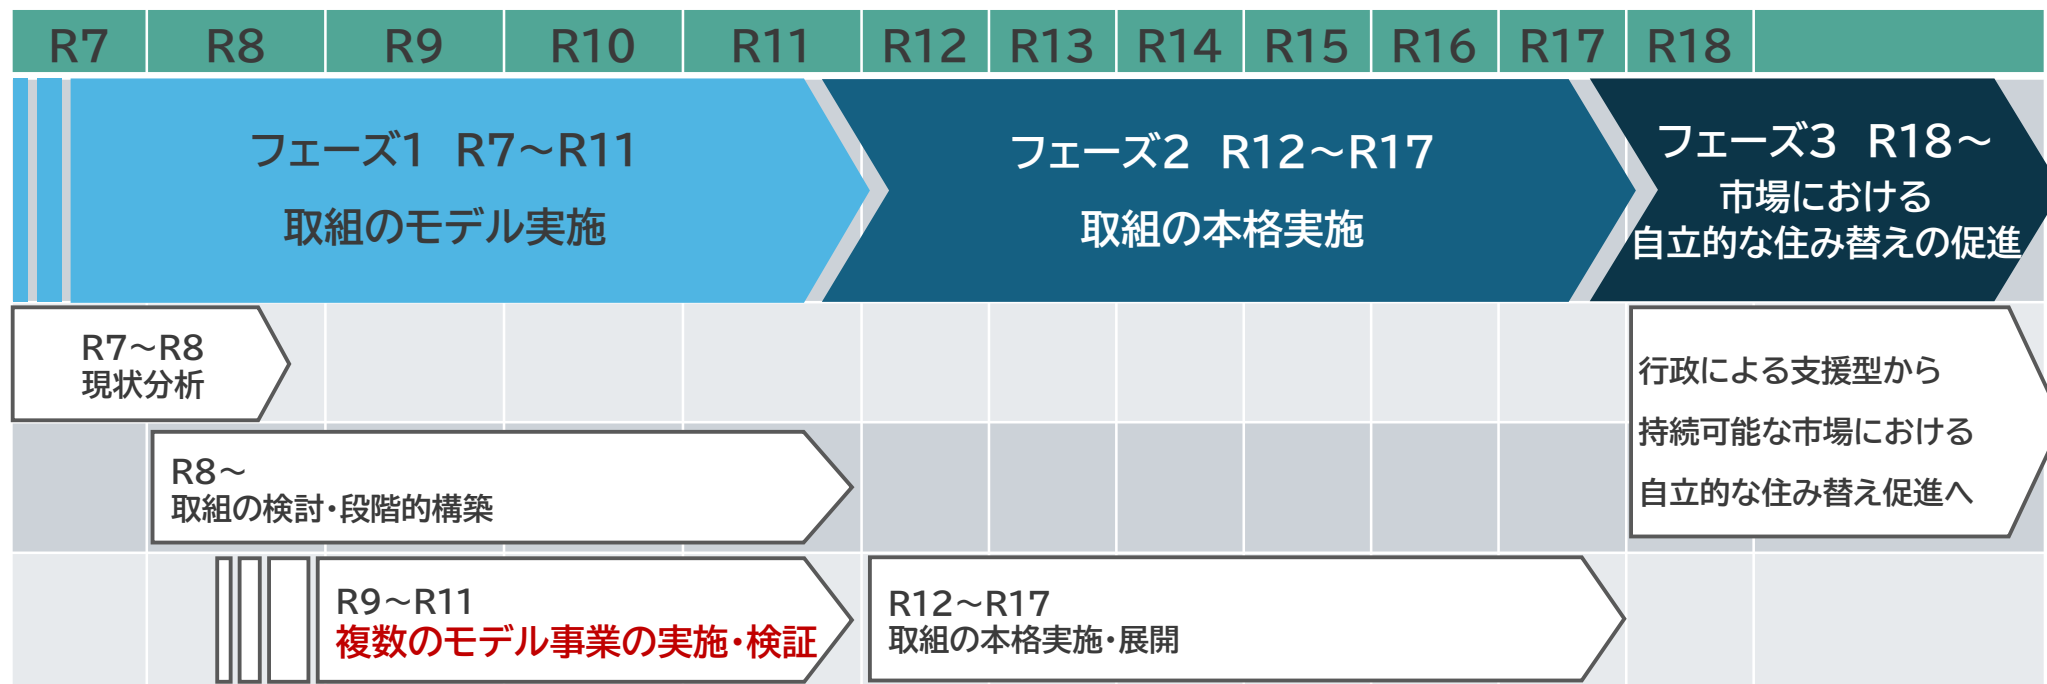 R7 R8 R9 R10 R11 R12 R13 R14 R15 R16 R17 R18
フェーズ1 R7～R11
取組のモデル実施
フェーズ2 R12～R17
取組の本格実施
フェーズ3 R18～
市場における
自立的な住み替えの促進
R7～R8
現状分析
行政による支援型から
持続可能な市場における
自立的な住み替え促進へ
R8～
取組の検討・段階的構築
R9～R11
複数のモデル事業の実施・検証
R12～R17
取組の本格実施・展開